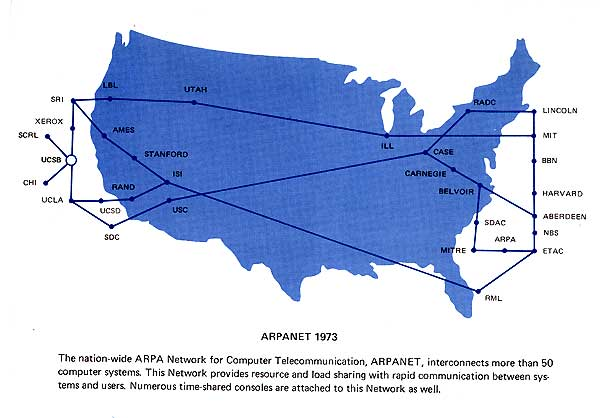 LBL
UTAH
SRI
RADC
LINCOLN
XEROX
AMES
SCRL
MIT
ILL
STANFORD
CASE
UCSB
BBN
ISI
CARNEGIE
CHI
RAND
BELVOIR
HARVARD
UCLA
UCSD
USC
ABERDEEN
SDAC
NBS
SDC
ARPA
MITRE
ETAC
RML
ARPANET 1973
The nation-wide ARPA Network for Computer Telecommunication, ARPANET, interconnects more than 50
computer systems. This Network provides resource and load sharing with rapid communication between sys-
tems and users. Numerous time-shared consoles are attached to this Network as well.